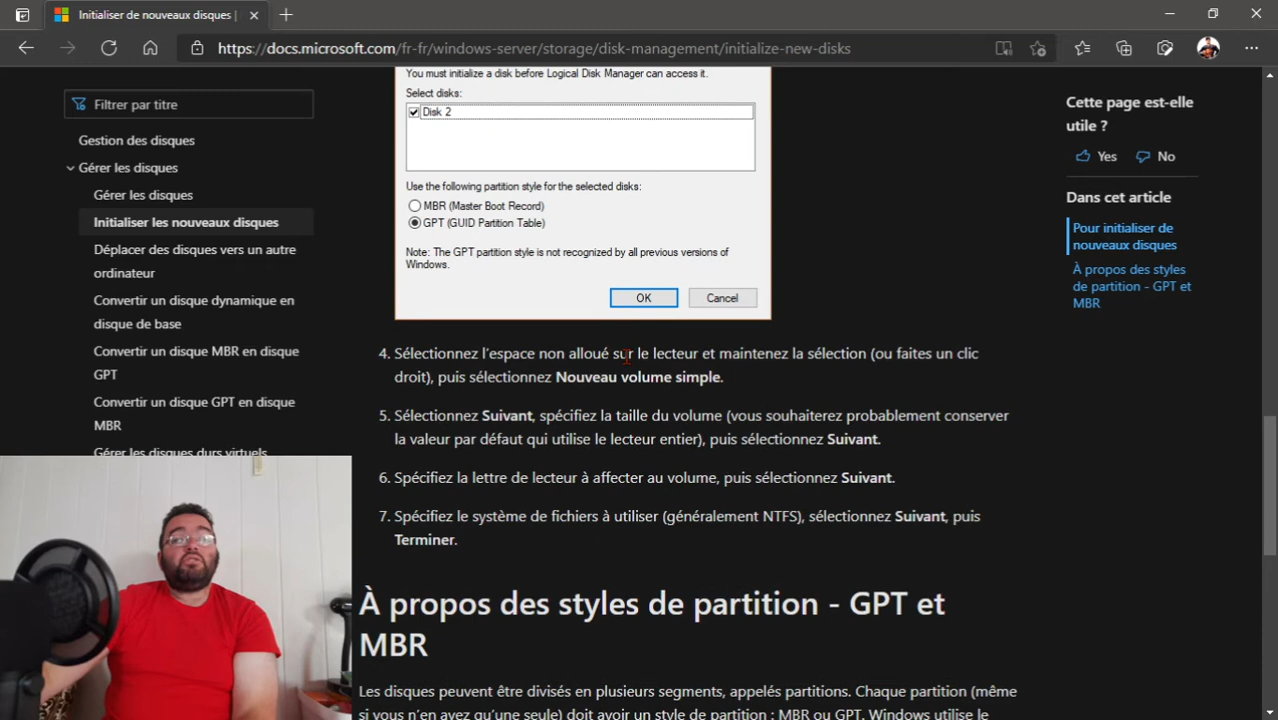 Initialiser de nouveaux disques |
https://docs.microsoft.com/fr-fr/windows-server/storage/disk-management/initialize-new-disks
Filtrer par titre
Gestion des disques
Gérer les disques
Gérer les disques
Initialiser les nouveaux disques
Déplacer des disques vers un autre
ordinateur
Convertir un disque dynamique en
disque de base
Convertir un disque MBR en disque
GPT
Convertir un disque GPT en disque
MBR
Gérer les disques durs virtuels
You must initialize a disk before Logical Disk Manager can access it.
Select disks:
Disk 2
Use the following partition style for the selected disks:
MBR (Master Boot Record)
GPT (GUID Partition Table)
Note: The GPT partition style is not recognized by all previous versions of
Windows.
OK Cancel
4. Sélectionnez l'espace non alloué sur le lecteur et maintenez la sélection (ou faites un clic
droit), puis sélectionnez Nouveau volume simple.
5. Sélectionnez Suivant, spécifiez la taille du volume (vous souhaiterez probablement conserver
la valeur par défaut qui utilise le lecteur entier), puis sélectionnez Suivant.
6. Spécifiez la lettre de lecteur à affecter au volume, puis sélectionnez Suivant.
7. Spécifiez le système de fichiers à utiliser (généralement NTFS), sélectionnez Suivant, puis
Terminer.
À propos des styles de partition - GPT et
MBR
Les disques peuvent être divisés en plusieurs segments, appelés partitions. Chaque partition (même
si vous n'en avez qu'une seule) doit avoir un style de partition : MBR ou GPT. Windows utilise le
Cette page est-elle
utile ?
Yes No
Dans cet article
Pour initialiser de
nouveaux disques
À propos des styles
de partition - GPT et
MBR